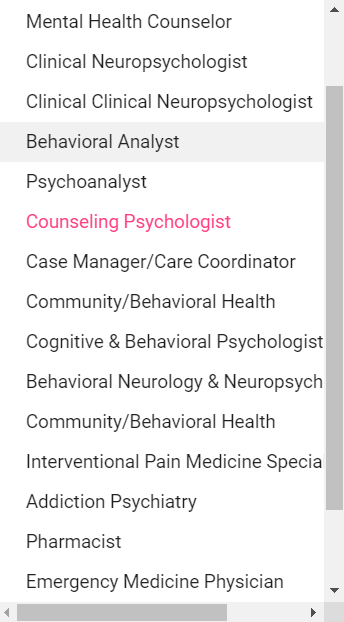 Mental Health Counselor
Clinical Neuropsychologist
Clinical Clinical Neuropsychologist
Behavioral Analyst
Psychoanalyst
Counseling Psychologist
Case Manager/Care Coordinator
Community/Behavioral Health
Cognitive & Behavioral Psychologist
Behavioral Neurology & Neuropsych
Community/Behavioral Health
Interventional Pain Medicine Specia
Addiction Psychiatry
Pharmacist
Emergency Medicine Physician